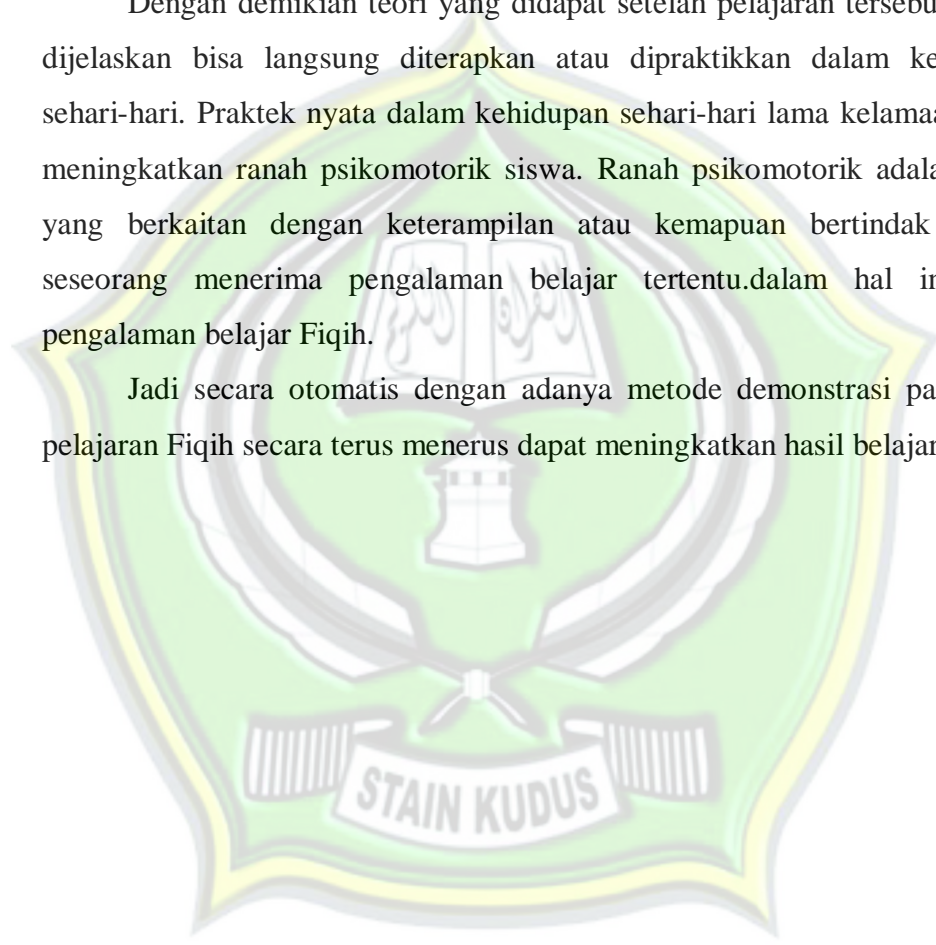 Dengan demikian teori yang didapat setelah pelajaran tersebu
dijelaskan bisa langsung diterapkan atau dipraktikkan dalam ke
sehari-hari. Praktek nyata dalam kehidupan sehari-hari lama kelamaa
meningkatkan ranah psikomotorik siswa. Ranah psikomotorik adala
yang berkaitan dengan keterampilan atau kemapuan bertindak
seseorang menerima pengalaman belajar tertentu.dalam hal in
pengalaman belajar Fiqih.
Jadi secara otomatis dengan adanya metode demonstrasi pa
pelajaran Fiqih secara terus menerus dapat meningkatkan hasil belajar
STAIN KUDUS